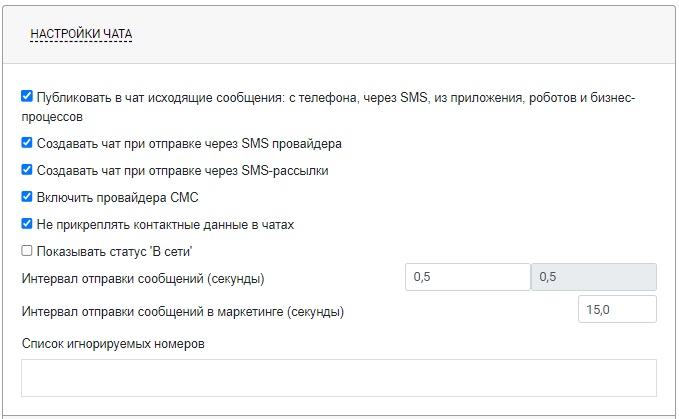 НАСТРОЙКИ ЧАТА
Публиковать в чат исходящие сообщения: с телефона, через SMS, из приложения, роботов и бизнес-
процессов
Создавать чат при отправке через SMS провайдера
Создавать чат при отправке через SMS-рассылки
Включить провайдера СМС
Не прикреплять контактные данные в чатах
Показывать статус 'В сети'
Интервал отправки сообщений (секунды) 0,5 0,5
Интервал отправки сообщений в маркетинге (секунды) 15,0
Список игнорируемых номеров